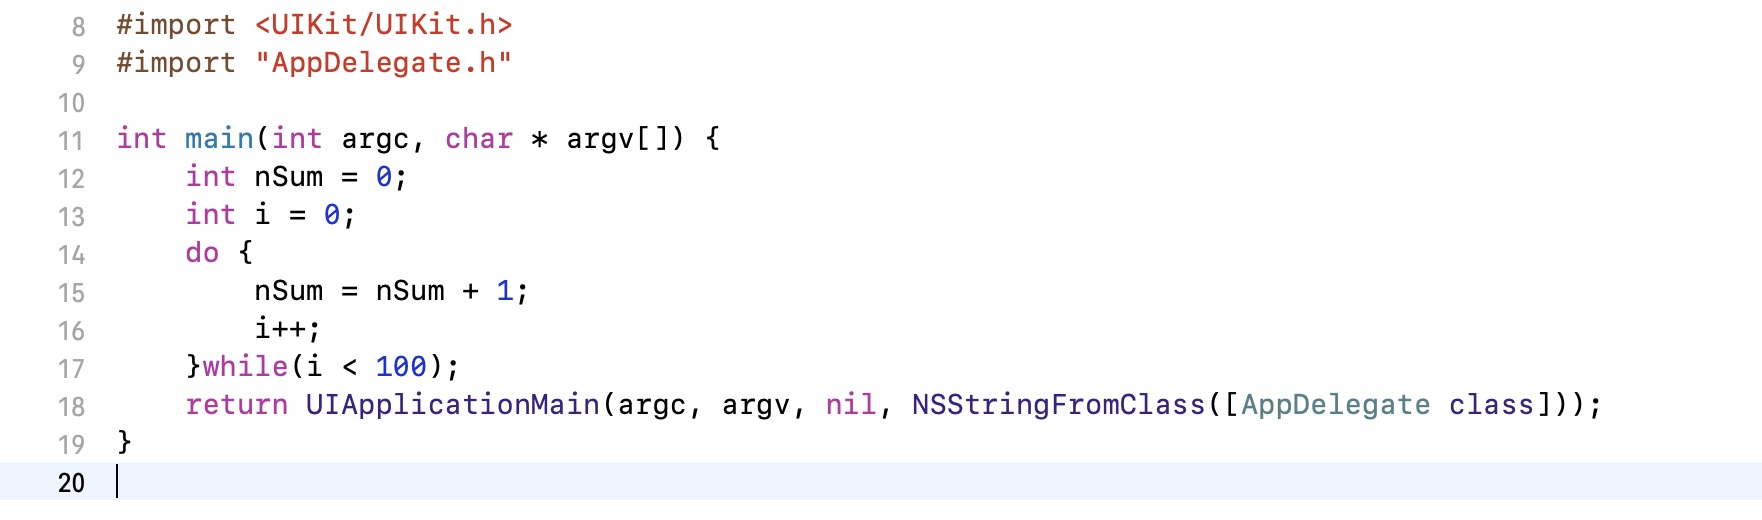 8 #import <UIKit/UIKit.h>
9 #import "AppDelegate.h"
10
11 int main(int argc, char * argv[]) {
12     int nSum = 0;
13     int i = 0;
14     do {
15         nSum = nSum + 1;
16         i++;
17     }while(i < 100);
18     return UIApplicationMain(argc, argv, nil, NSStringFromClass([AppDelegate class]));
19 }
20